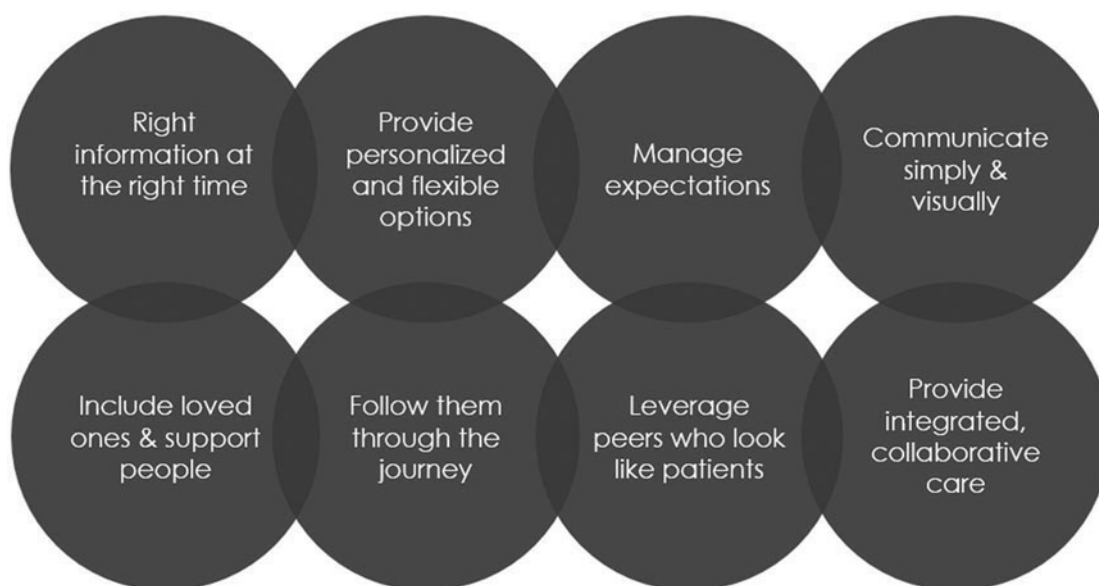 Right
information at
the right time
Provide
personalized
and flexible
options
Manage
expectations
Communicate
simply &
visually
Include loved
ones & support
people
Follow them
through the
journey
Leverage
peers who look
like patients
Provide
integrated,
collaborative
care